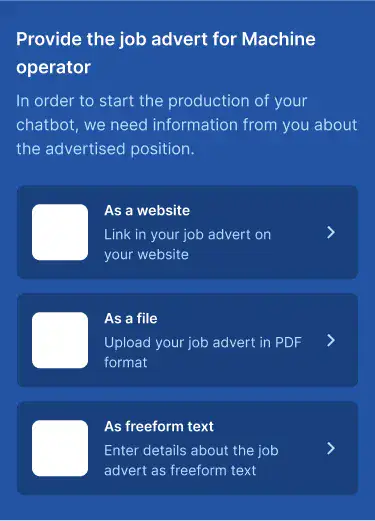 Provide the job advert for Machine
operator
In order to start the production of your
chatbot, we need information from you about
the advertised position.
As a website
Link in your job advert on
your website
As a file
Upload your job advert in PDF
format
As freeform text
Enter details about the job
advert as freeform text